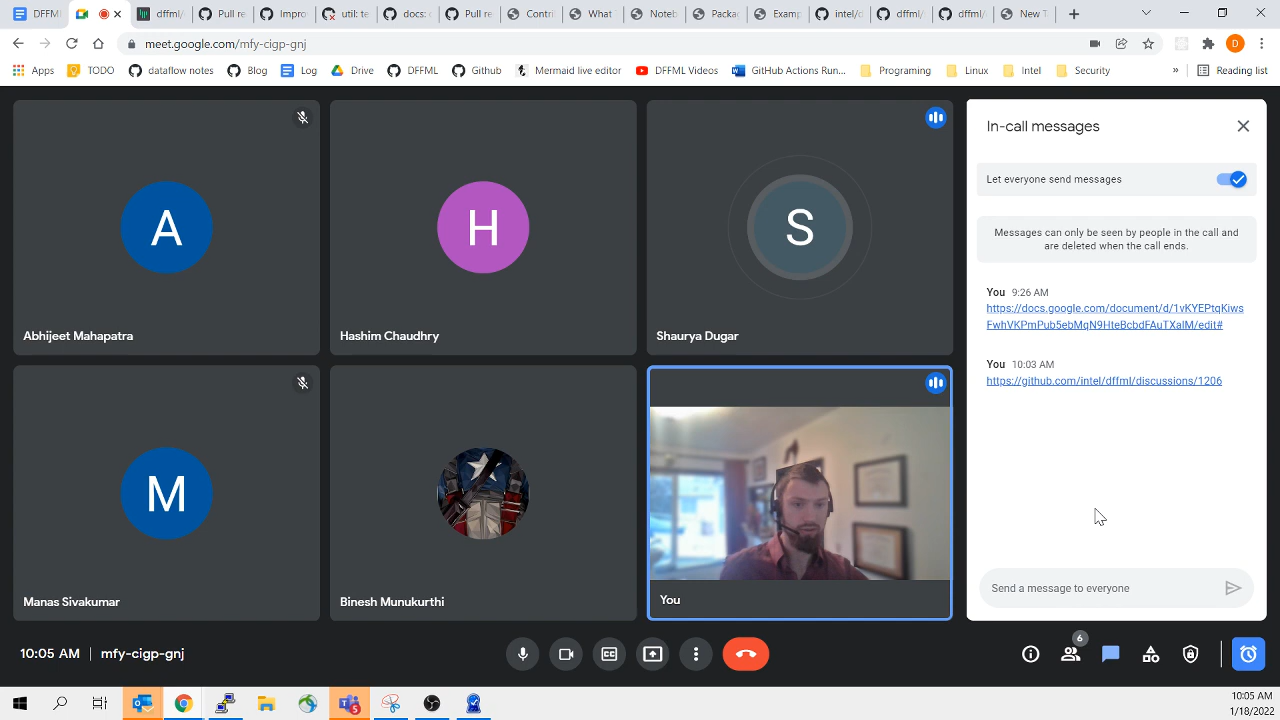 DFFML
dffml/
Pull re
Impro
util: te
docs: c
Pull re
What
Noteb
intel/d
dffml/
dffml/
New T
meet.google.com/mfy-cigp-gnj
D
Apps
TODO
dataflow notes
Blog
Log
Drive
DFFML
Github
Mermaid live editor
DFFML Videos
GitHub Actions Run...
Programing
Linux
Intel
Security
»
Reading list
A
Abhijeet Mahapatra
H
Hashim Chaudhry
S
Shaurya Dugar
M
Manas Sivakumar
Binesh Munukurthi
You
In-call messages
Let everyone send messages
Messages can only be seen by people in the call and
are deleted when the call ends.
You 9:26 AM
https://docs.google.com/document/d/1vKYEPtqKiws
FwhVKPmPub5ebMqN9HteBcbdFAuTXaIM/edit#
You 10:03 AM
https://github.com/intel/dffml/discussions/1206
Send a message to everyone
10:05 AM | mfy-cigp-gnj
CC
6
10:05 AM
1/18/2022